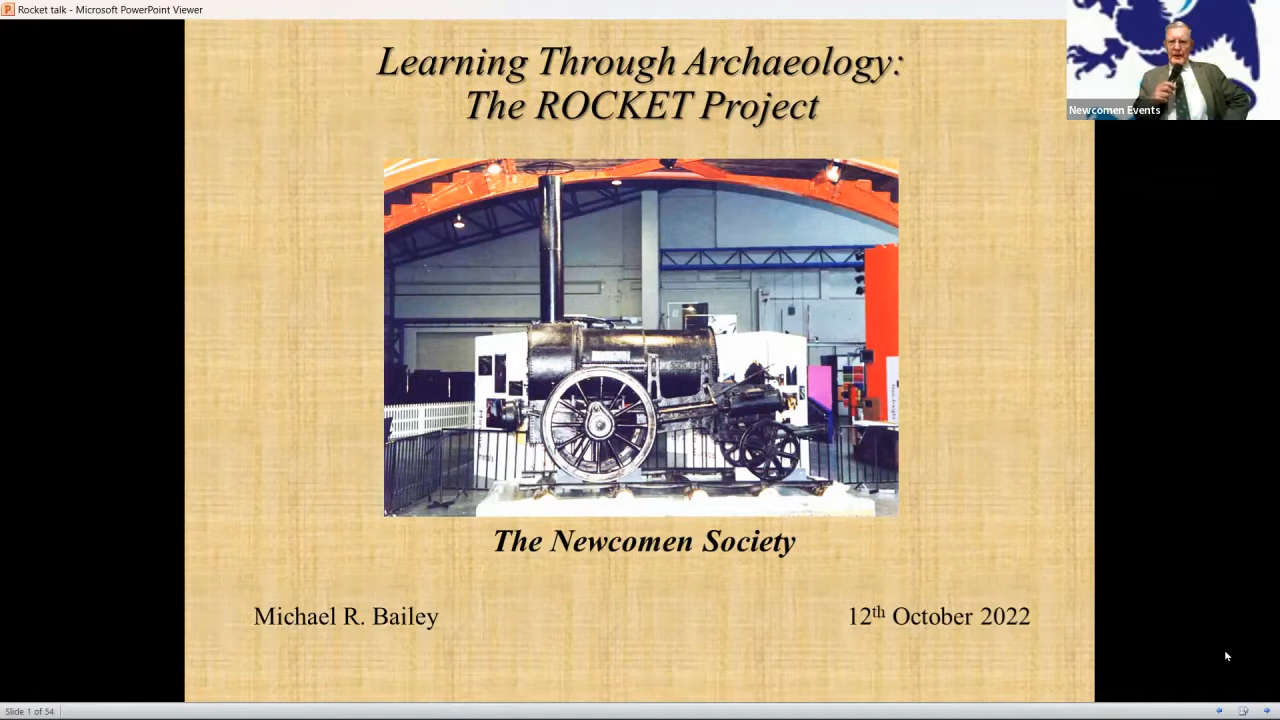 Rocket talk - Microsoft PowerPoint Viewer
Learning Through Archaeology:
The ROCKET Project
Newcomen Events
The Newcomen Society
Michael R. Bailey
12th October 2022
Slide 1 of 54